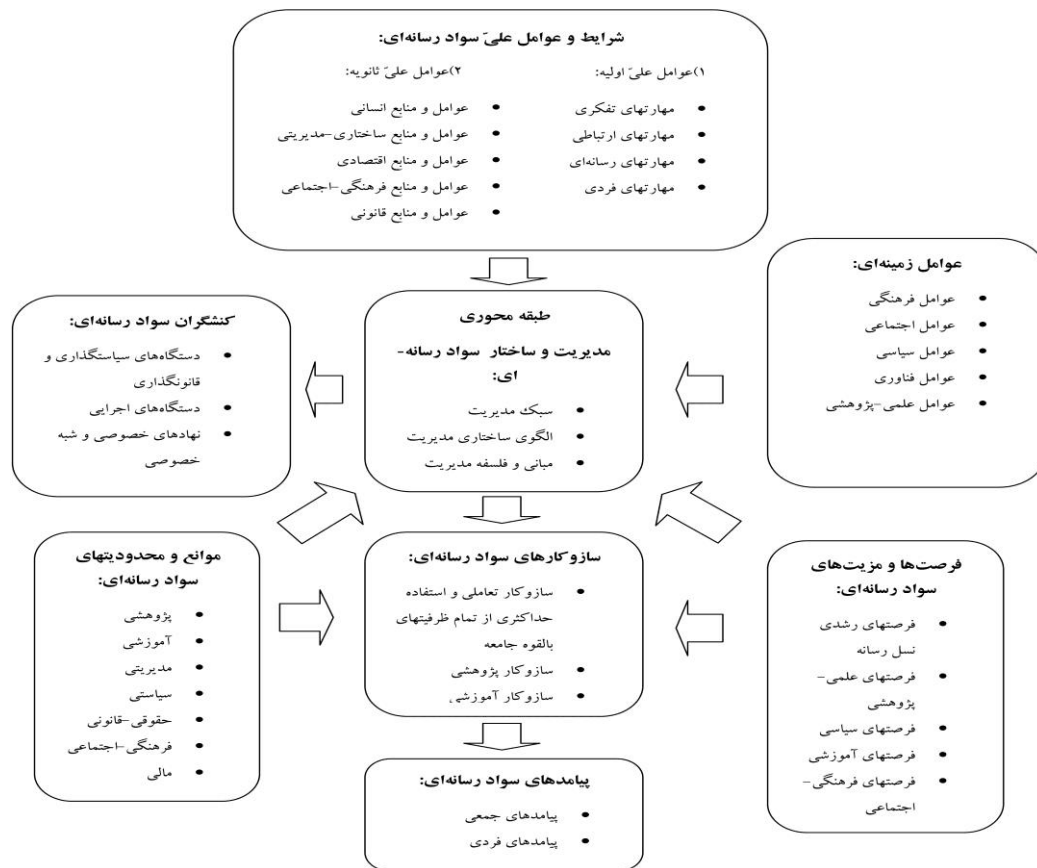 شرایط و عوامل علیّ سواد رسانه‌ای:
۱)عوامل علیّ اولیه:
مهارتهای تفکری
مهارتهای ارتباطی
مهارتهای رسانه‌ای
مهارتهای فردی
۲)عوامل علیّ ثانویه:
عوامل و منابع انسانی
عوامل و منابع ساختاری-مدیریتی
عوامل و منابع اقتصادی
عوامل و منابع فرهنگی-اجتماعی
عوامل و منابع قانونی
عوامل زمینه‌ای:
عوامل فرهنگی
عوامل اجتماعی
عوامل سیاسی
عوامل فناوری
عوامل علمی-پژوهشی
طبقه محوری
مدیریت و ساختار سواد رسانه-
ای:
سبک مدیریت
الگوی ساختاری مدیریت
مبانی و فلسفه مدیریت
کنشگران سواد رسانه‌ای:
دستگاه‌های سیاستگذاری و
قانونگذاری
دستگاه‌های اجرایی
نهادهای خصوصی و شبه
خصوصی
فرصت‌ها و مزیت‌های
سواد رسانه‌ای:
فرصتهای رشدی
نسل رسانه
فرصتهای علمی-
پژوهشی
فرصتهای سیاسی
فرصتهای آموزشی
فرصتهای فرهنگی-
اجتماعی
سازوکارهای سواد رسانه‌ای:
سازوکار تعاملی و استفاده
حداکثری از تمام ظرفیتهای
بالقوه جامعه
سازوکار پژوهشی
سازوکار آموزشی
موانع و محدودیتهای
سواد رسانه‌ای:
پژوهشی
آموزشی
مدیریتی
سیاستی
حقوقی-قانونی
فرهنگی-اجتماعی
مالی
پیامدهای سواد رسانه‌ای:
پیامدهای جمعی
پیامدهای فردی